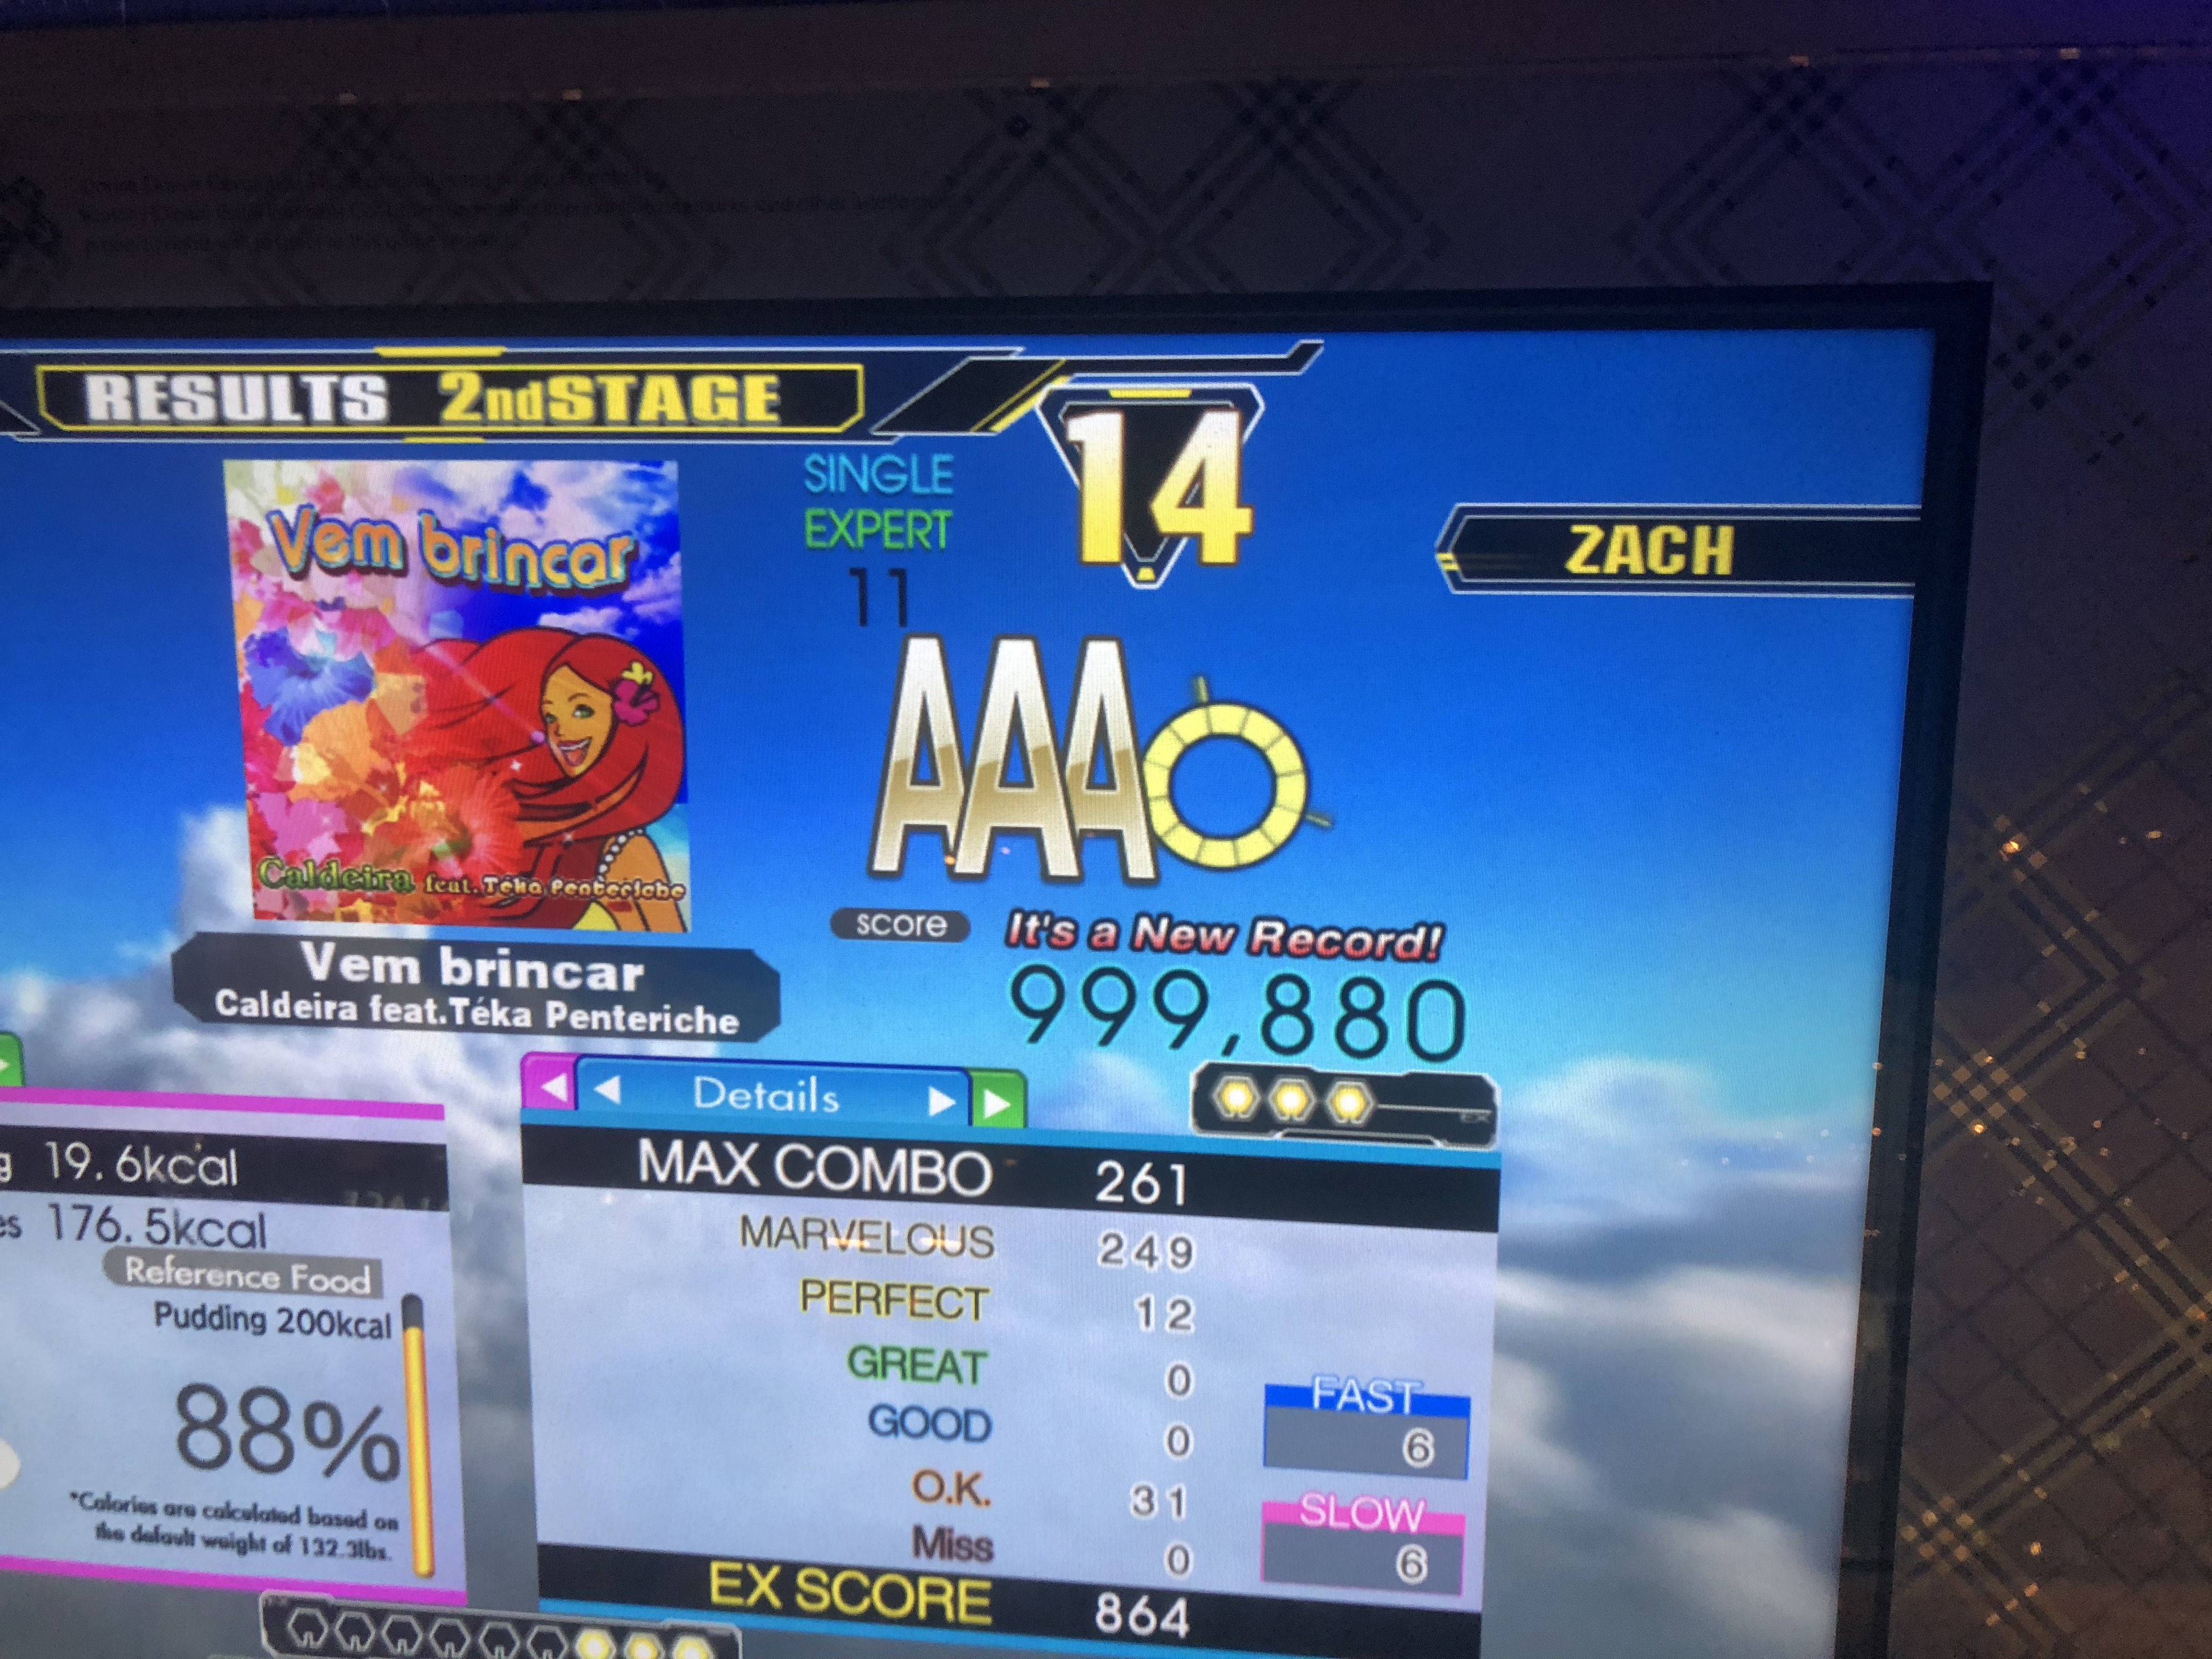 RESULTS 2ndSTAGE
14
SINGLE
EXPERT
11
ZACH
Vem brincar
Caldeira feat. Téka Penteriche
AAA
score
It's a New Record!
999,880
Vem brincar
Caldeira feat.Téka Penteriche
Details
19.6kcal
176.5kcal
Reference Food
Pudding 200kcal
88%
*Calories are calculated based on
the default weight of 132.3lbs.
MAX COMBO 261
MARVELOUS 249
PERFECT 12
GREAT 0
GOOD 0
O.K. 31
Miss 0
EX SCORE 864
FAST
6
SLOW
6